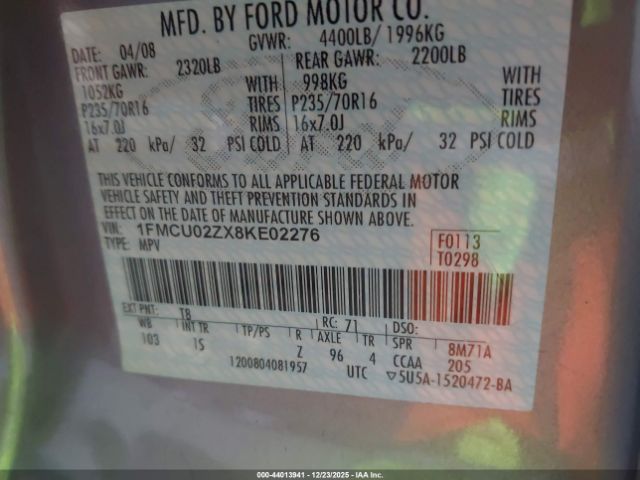 MFD. BY FORD MOTOR CO.
DATE: 04/08 GVWR: 4400LB/ 1996KG
FRONT GAWR: 2320LB REAR GAWR: 2200LB
1052KG WITH 998KG WITH
P235/70R16 TIRES P235/70R16 TIRES
16x7.0J RIMS 16x7.0J RIMS
AT 220 kPa/ 32 PSI COLD AT 220 kPa/ 32 PSI COLD
THIS VEHICLE CONFORMS TO ALL APPLICABLE FEDERAL MOTOR
VEHICLE SAFETY AND THEFT PREVENTION STANDARDS IN
EFFECT ON THE DATE OF MANUFACTURE SHOWN ABOVE.
VIN: 1FMCU02ZX8KE02276 F0113
TYPE: MPV T0298
EXT PNT: T8 RC: 71 DSO:
WB INT TR TP/PS R AXLE TR SPR 8M71A
103 IS Z 96 4 CCAA 205
1200804081957 UTC ▽5U5A-1520472-BA
000-44013941 - 12/23/2025 - IAAI, Inc.